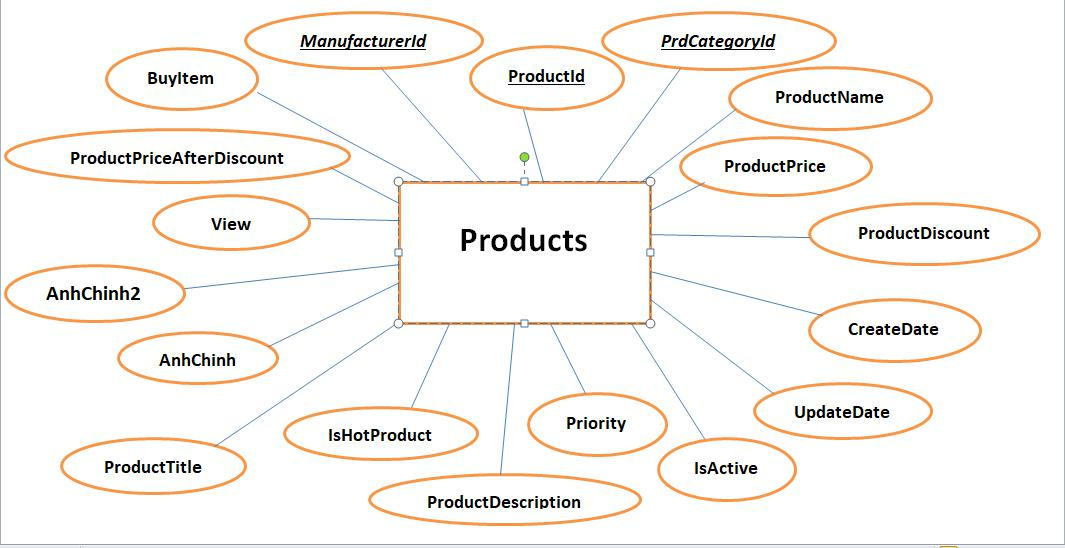 ManufacturerId
PrdCategoryId
BuyItem
ProductId
ProductName
ProductPriceAfterDiscount
ProductPrice
View
Products
ProductDiscount
AnhChinh2
CreateDate
AnhChinh
UpdateDate
IsHotProduct
Priority
ProductTitle
IsActive
ProductDescription